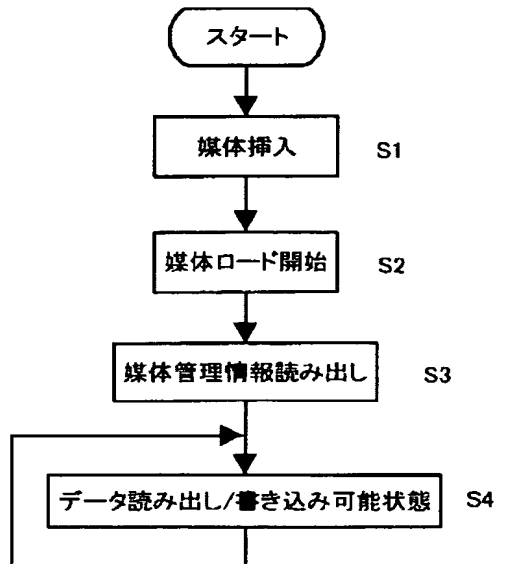 スタート
媒体挿入 S1
媒体ロード開始 S2
媒体管理情報読み出し S3
データ読み出し/書き込み可能状態 S4